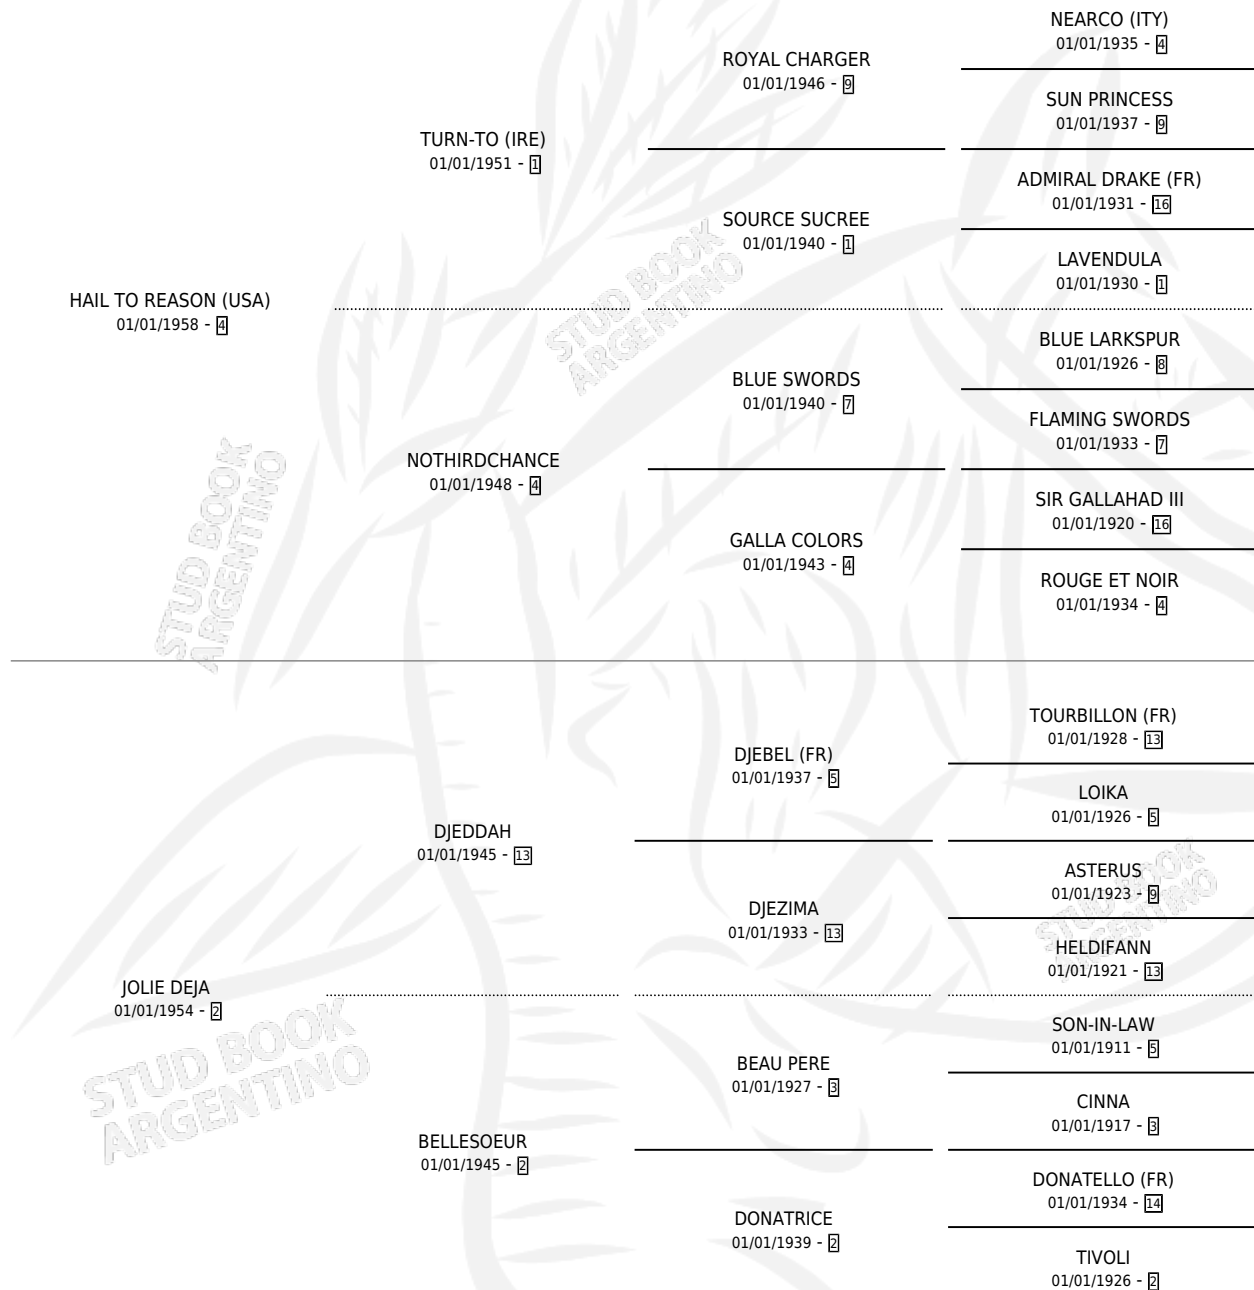 NEARCO (ITY)
01/01/1935 - 4
ROYAL CHARGER
01/01/1946 - 9
SUN PRINCESS
01/01/1937 - 9
TURN-TO (IRE)
01/01/1951 - 1
ADMIRAL DRAKE (FR)
01/01/1931 - 16
SOURCE SUCREE
01/01/1940 - 1
LAVENDULA
01/01/1930 - 1
HAIL TO REASON (USA)
01/01/1958 - 4
BLUE LARKSPUR
01/01/1926 - 8
BLUE SWORDS
01/01/1940 - 7
FLAMING SWORDS
01/01/1933 - 7
NOTHIRDCHANCE
01/01/1948 - 4
SIR GALLAHAD III
01/01/1920 - 16
GALLA COLORS
01/01/1943 - 4
ROUGE ET NOIR
01/01/1934 - 4
TOURBILLON (FR)
01/01/1928 - 13
DJEBEL (FR)
01/01/1937 - 5
LOIKA
01/01/1926 - 5
DJEDDAH
01/01/1945 - 13
ASTERUS
01/01/1923 - 9
DJEZIMA
01/01/1933 - 13
HELDIFANN
01/01/1921 - 13
JOLIE DEJA
01/01/1954 - 2
SON-IN-LAW
01/01/1911 - 5
BEAU PERE
01/01/1927 - 3
CINNA
01/01/1917 - 3
BELLESOEUR
01/01/1945 - 2
DONATELLO (FR)
01/01/1934 - 14
DONATRICE
01/01/1939 - 2
TIVOLI
01/01/1926 - 2
STUD BOOK
ARGENTINO
STUD BOOK
ARGENTINO
STUD BOOK
ARGENTINO
STUD BOOK
ARGENTINO